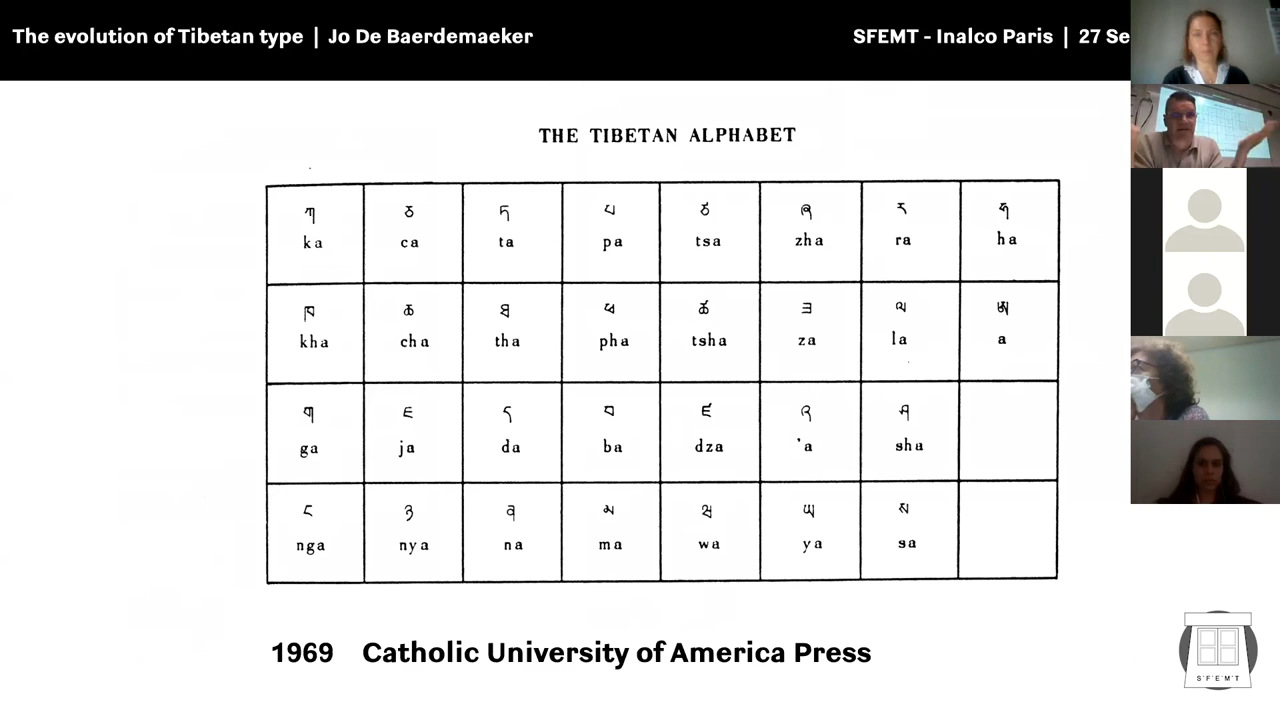 The evolution of Tibetan type | Jo De Baerdemaeker
SFEMT - Inalco Paris | 27 Se
THE TIBETAN ALPHABET
ཀ ཅ ཏ པ ཙ ཞ ར ཧ
ka ca ta pa tsa zha ra ha
ཁ ཆ ཐ ཕ ཚ ཟ ལ ཨ
kha cha tha pha tsha za la a
ག ཇ ད བ ཛ འ ཤ
ga ja da ba dza 'a sha
ང ཉ ན མ ཝ ཡ ས
nga nya na ma wa ya sa
1969 Catholic University of America Press
S·F·E·M·T